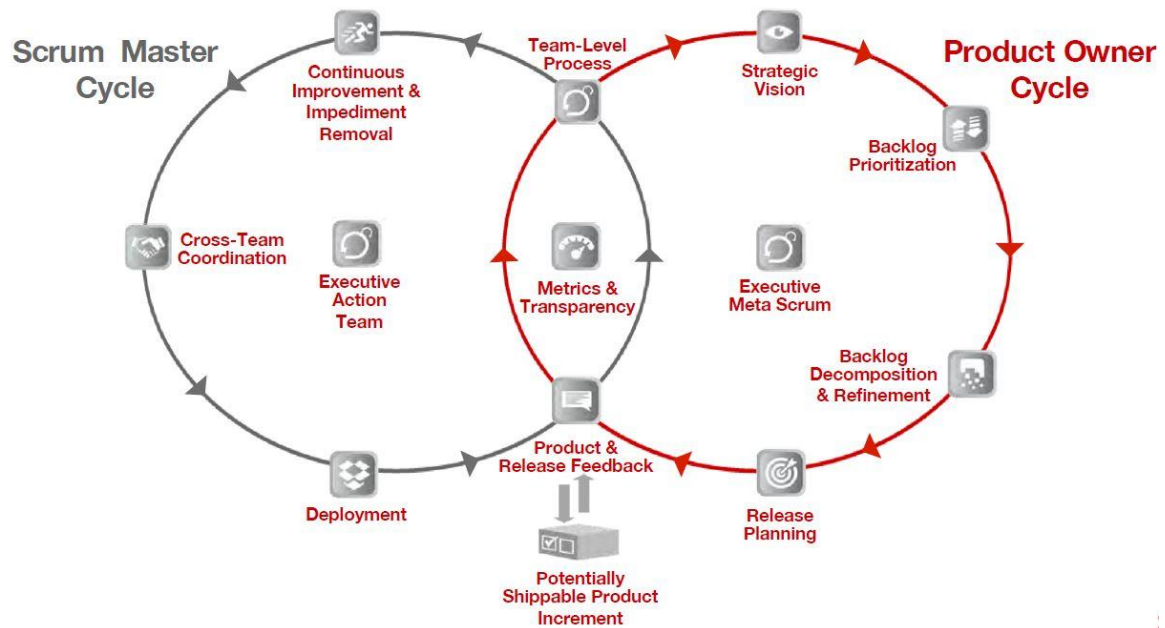 Scrum Master
Cycle
Continuous
Improvement &
Impediment
Removal
Team-Level
Process
Strategic
Vision
Product Owner
Cycle
Backlog
Prioritization
Cross-Team
Coordination
Executive
Action
Team
Metrics &
Transparency
Executive
Meta Scrum
Backlog
Decomposition
& Refinement
Deployment
Product &
Release Feedback
Release
Planning
Potentially
Shippable Product
Increment